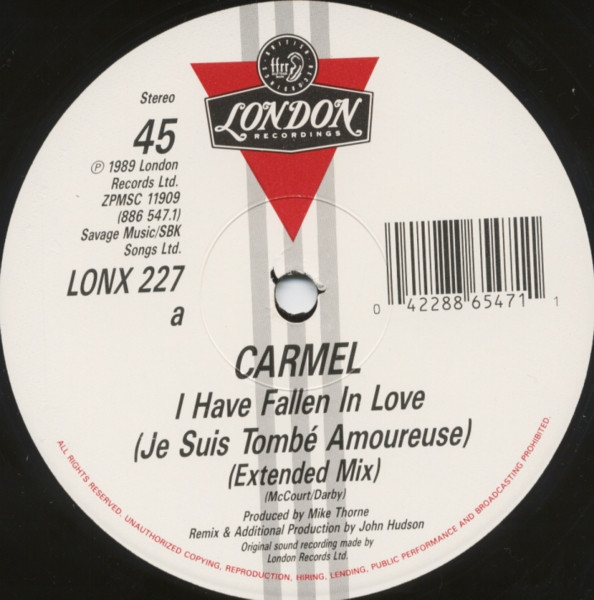 BRITISH
ffrr
RECORDINGS
LONDON
RECORDINGS
Stereo
45
℗ 1989 London
Records Ltd.
ZPMSC 11909
(886 547.1)
Savage Music/SBK
Songs Ltd.
LONX 227
a
0 42288 65471 1
CARMEL
I Have Fallen In Love
(Je Suis Tombé Amoureuse)
(Extended Mix)
(McCourt/Darby)
Produced by Mike Thorne
Remix & Additional Production by John Hudson
Original sound recording made by
London Records Ltd.
ALL RIGHTS RESERVED. UNAUTHORIZED COPYING, REPRODUCTION, HIRING, LENDING, PUBLIC PERFORMANCE AND BROADCASTING PROHIBITED.